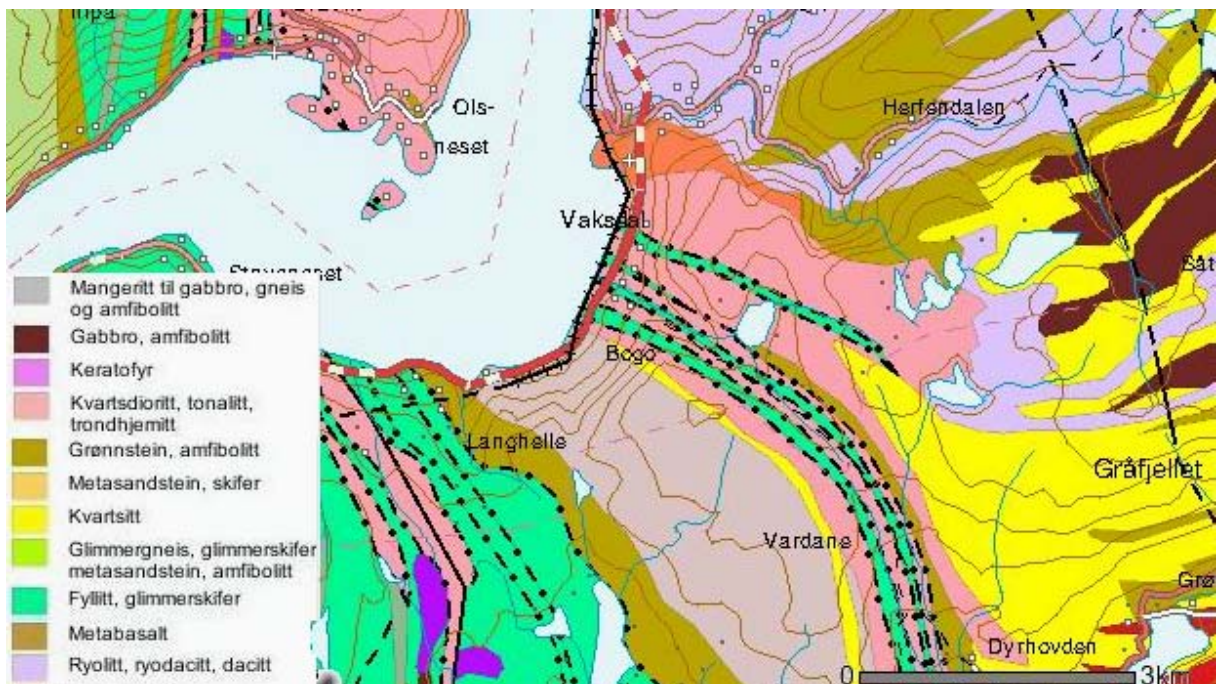 Ols-
neset
Herfendalen
Vaksdal
Bogo
Langhelle
Vardane
Gråfjellet
Dyrhovden
Mangeritt til gabbro, gneis
og amfibolitt
Gabbro, amfibolitt
Keratofyr
Kvartsdioritt, tonalitt,
trondhjemitt
Grønnstein, amfibolitt
Metasandstein, skifer
Kvartsitt
Glimmergneis, glimmerskifer
metasandstein, amfibolitt
Fyllitt, glimmerskifer
Metabasalt
Ryolitt, ryodacitt, dacitt
Såt
Grø
0 3km